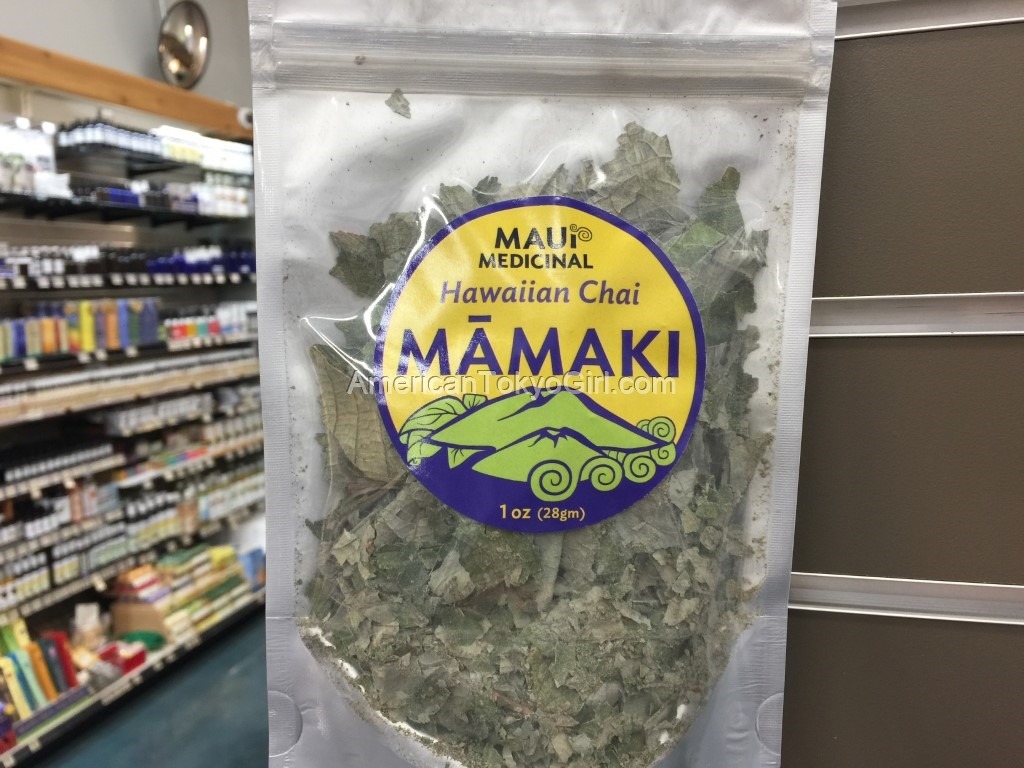 MAUi
MEDICINAL
Hawaiian Chai
MĀMAKI
AmericanTokyoGirl.com
1 oz (28gm)